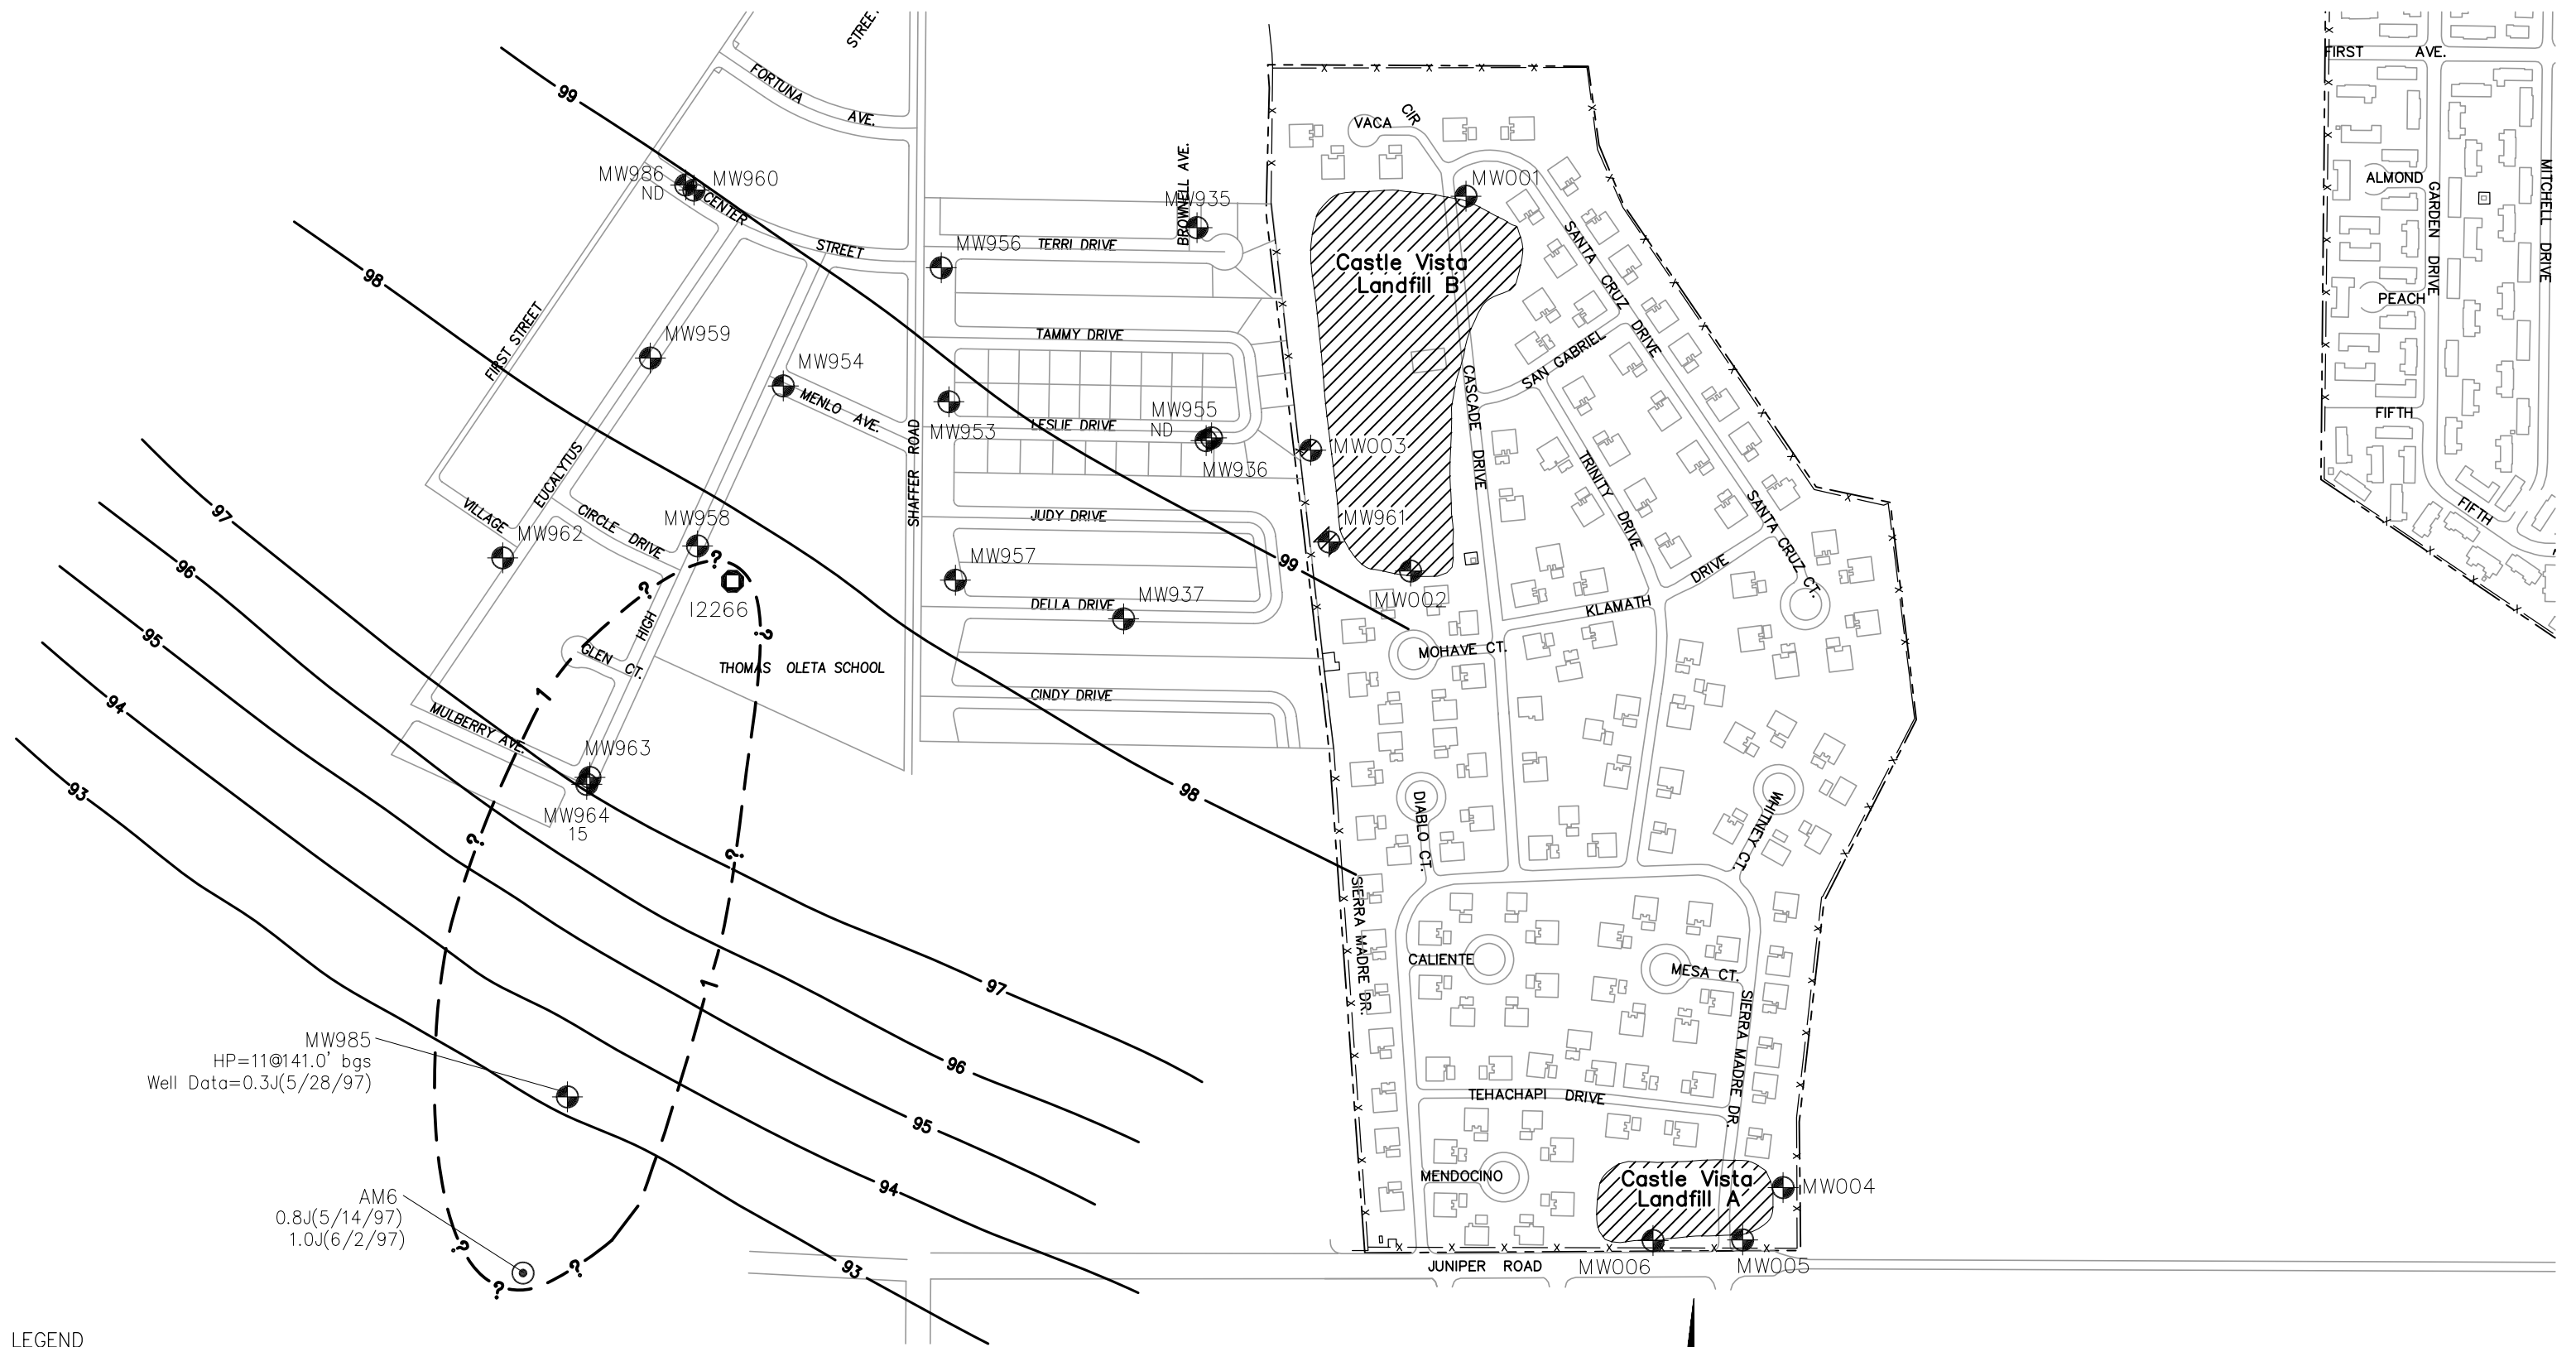 STREET
FORTUNA AVE.
FIRST AVE.
99
VACA CIR
MW986
ND
MW960
CENTER STREET
BROWNELL AVE.
MW935
MW001
ALMOND
GARDEN DRIVE
MITCHELL DRIVE
MW956
TERRI DRIVE
SANTA CRUZ DRIVE
98
Castle Vista
Landfill B
PEACH
FIRST STREET
MW959
TAMMY DRIVE
SAN GABRIEL
MW954
MENLO AVE.
CASCADE DRIVE
MW953
MW955
ND
LESLIE DRIVE
FIFTH
MW936
MW003
SHAFFER ROAD
EUCALYTUS
TRINITY DRIVE
97
VILLAGE
CIRCLE DRIVE
MW958
JUDY DRIVE
MW961
SANTA CRUZ CT.
FIFTH
MW962
96
?
?
I2266
MW957
99
DRIVE
MW937
DELLA DRIVE
MW002
KLAMATH
95
HIGH
?
GLEN CT.
THOMAS OLETA SCHOOL
MOHAVE CT.
94
1
CINDY DRIVE
MULBERRY AVE.
MW963
93
98
MW964
15
DIABLO CT.
WHITNEY CT.
?
?
SIERRA MADRE DR.
97
1
CALIENTE
MESA CT.
SIERRA MADRE DR.
MW985
HP=11@141.0' bgs
Well Data=0.3J(5/28/97)
96
TEHACHAPI DRIVE
95
AM6
0.8J(5/14/97)
1.0J(6/2/97)
94
MENDOCINO
Castle Vista
Landfill A
MW004
?
?
?
93
JUNIPER ROAD
MW006
MW005
LEGEND